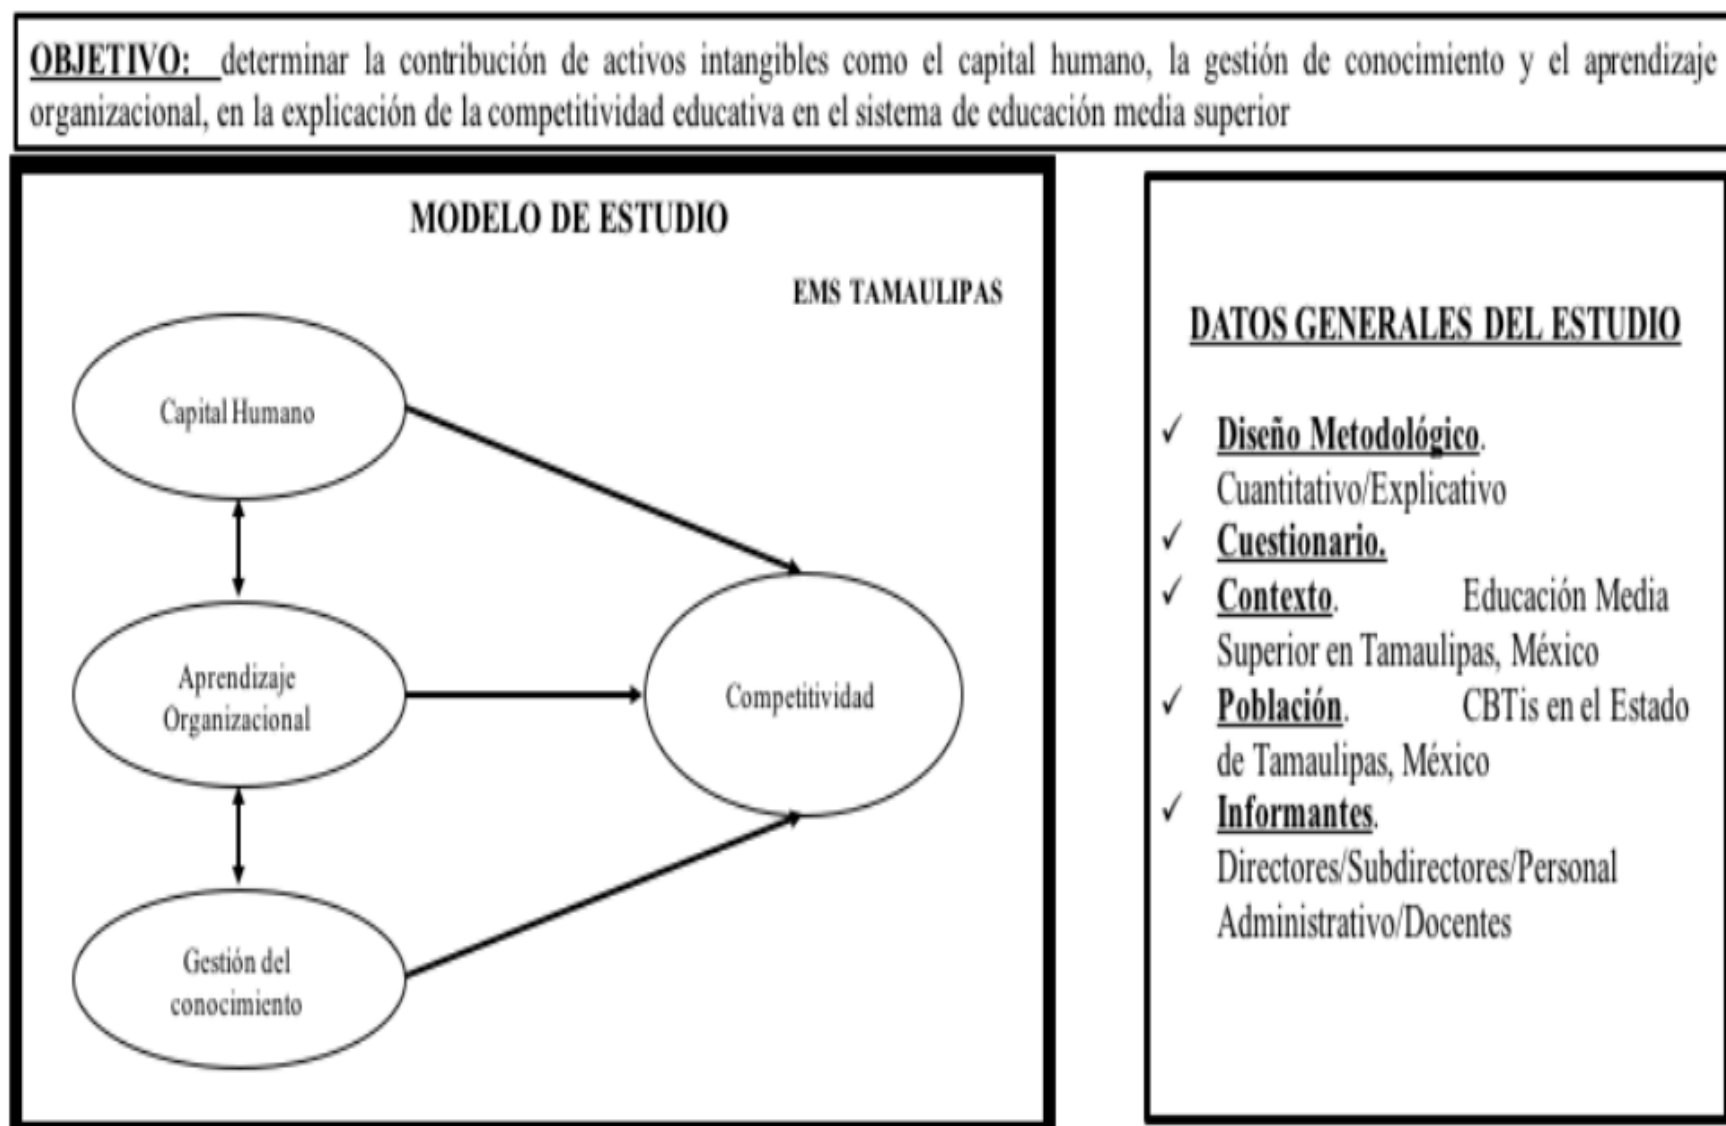 OBJETIVO: determinar la contribución de activos intangibles como el capital humano, la gestión de conocimiento y el aprendizaje
organizacional, en la explicación de la competitividad educativa en el sistema de educación media superior
MODELO DE ESTUDIO
EMS TAMAULIPAS
Capital Humano
Aprendizaje
Organizacional
Competitividad
Gestión del
conocimiento
DATOS GENERALES DEL ESTUDIO
✓ Diseño Metodológico.
Cuantitativo/Explicativo
✓ Cuestionario.
✓ Contexto. Educación Media
Superior en Tamaulipas, México
✓ Población. CBTis en el Estado
de Tamaulipas, México
✓ Informantes.
Directores/Subdirectores/Personal
Administrativo/Docentes